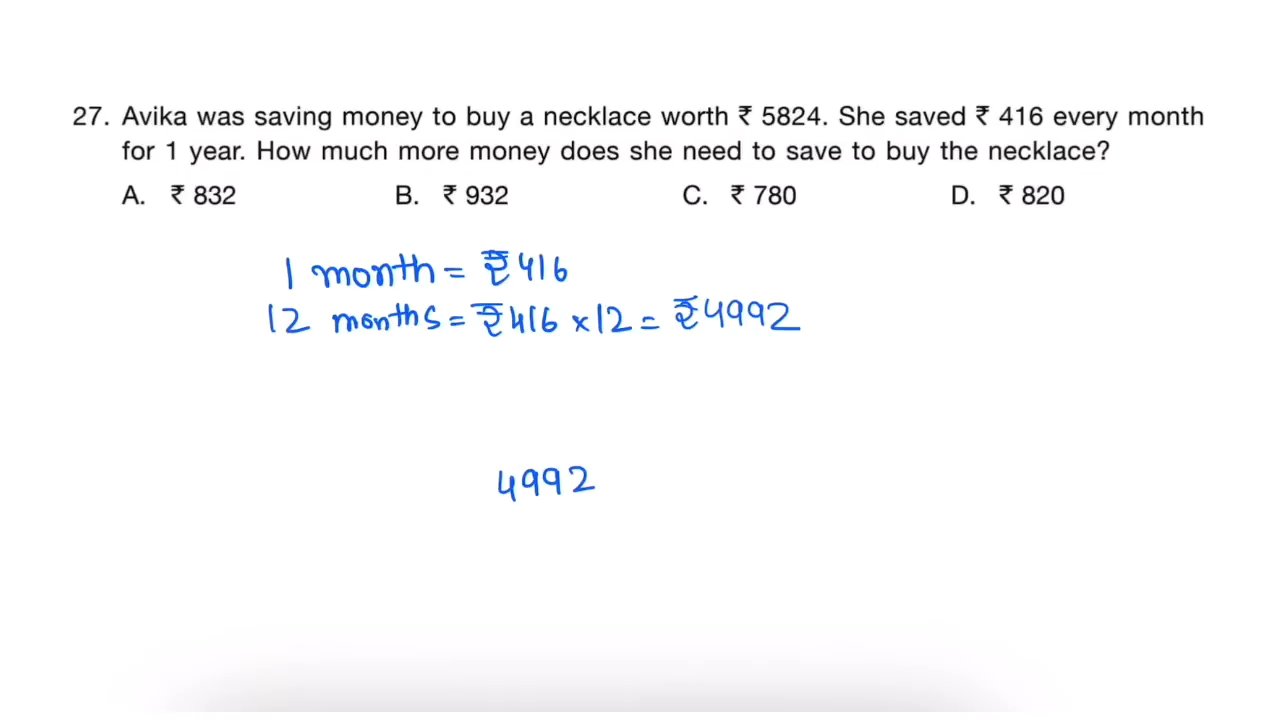 27. Avika was saving money to buy a necklace worth ₹ 5824. She saved ₹ 416 every month
for 1 year. How much more money does she need to save to buy the necklace?
A. ₹ 832 B. ₹ 932 C. ₹ 780 D. ₹ 820
1 month = ₹416
12 months = ₹416 × 12 = ₹4992
4992